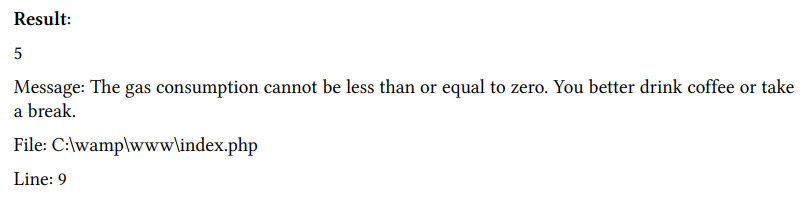 Result:
5
Message: The gas consumption cannot be less than or equal to zero. You better drink coffee or take
a break.
File: C:\wamp\www\index.php
Line: 9